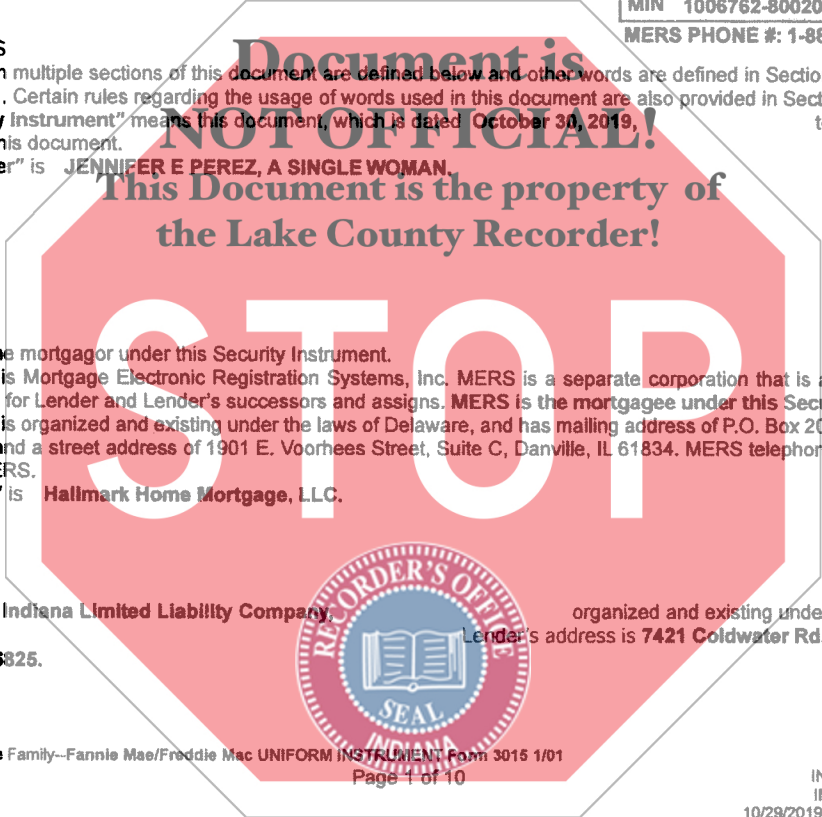 MIN 1006762-80020
MERS PHONE #: 1-88
S
Document is
n multiple sections of this document are defined below and other words are defined in Sectio
. Certain rules regarding the usage of words used in this document are also provided in Sect
NOT OFFICIAL!
y Instrument" means this document, which is dated October 30, 2019, t
his document.
er" is JENNIFER E PEREZ, A SINGLE WOMAN.
This Document is the property of
the Lake County Recorder!
STOP
e mortgagor under this Security Instrument.
is Mortgage Electronic Registration Systems, Inc. MERS is a separate corporation that is a
for Lender and Lender's successors and assigns. MERS is the mortgagee under this Secu
is organized and existing under the laws of Delaware, and has mailing address of P.O. Box 20
and a street address of 1901 E. Voorhees Street, Suite C, Danville, IL 61834. MERS telephon
ERS.
" is Hallmark Home Mortgage, LLC.
RECORDER'S OFFICE
Indiana Limited Liability Company, organized and existing unde
Lender's address is 7421 Coldwater Rd.
6825.
SEAL
INDIANA
e Family--Fannie Mae/Freddie Mac UNIFORM INSTRUMENT Form 3015 1/01
Page 1 of 10
IN
10/29/2019